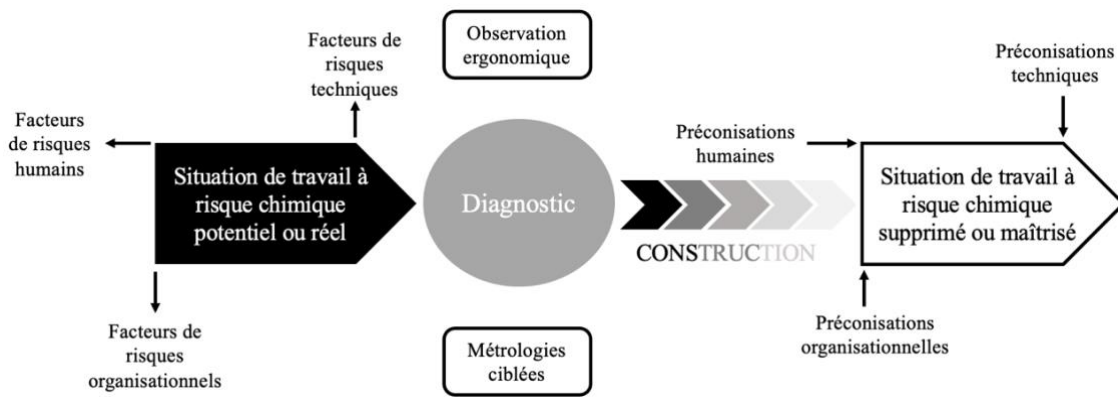 Observation
ergonomique
Facteurs de
risques
techniques
Facteurs
de risques
humains
Situation de travail à
risque chimique
potentiel ou réel
Facteurs de
risques
organisationnels
Diagnostic
Métrologies
ciblées
CONSTRUCTION
Préconisations
humaines
Préconisations
techniques
Situation de travail à
risque chimique
supprimé ou maîtrisé
Préconisations
organisationnelles